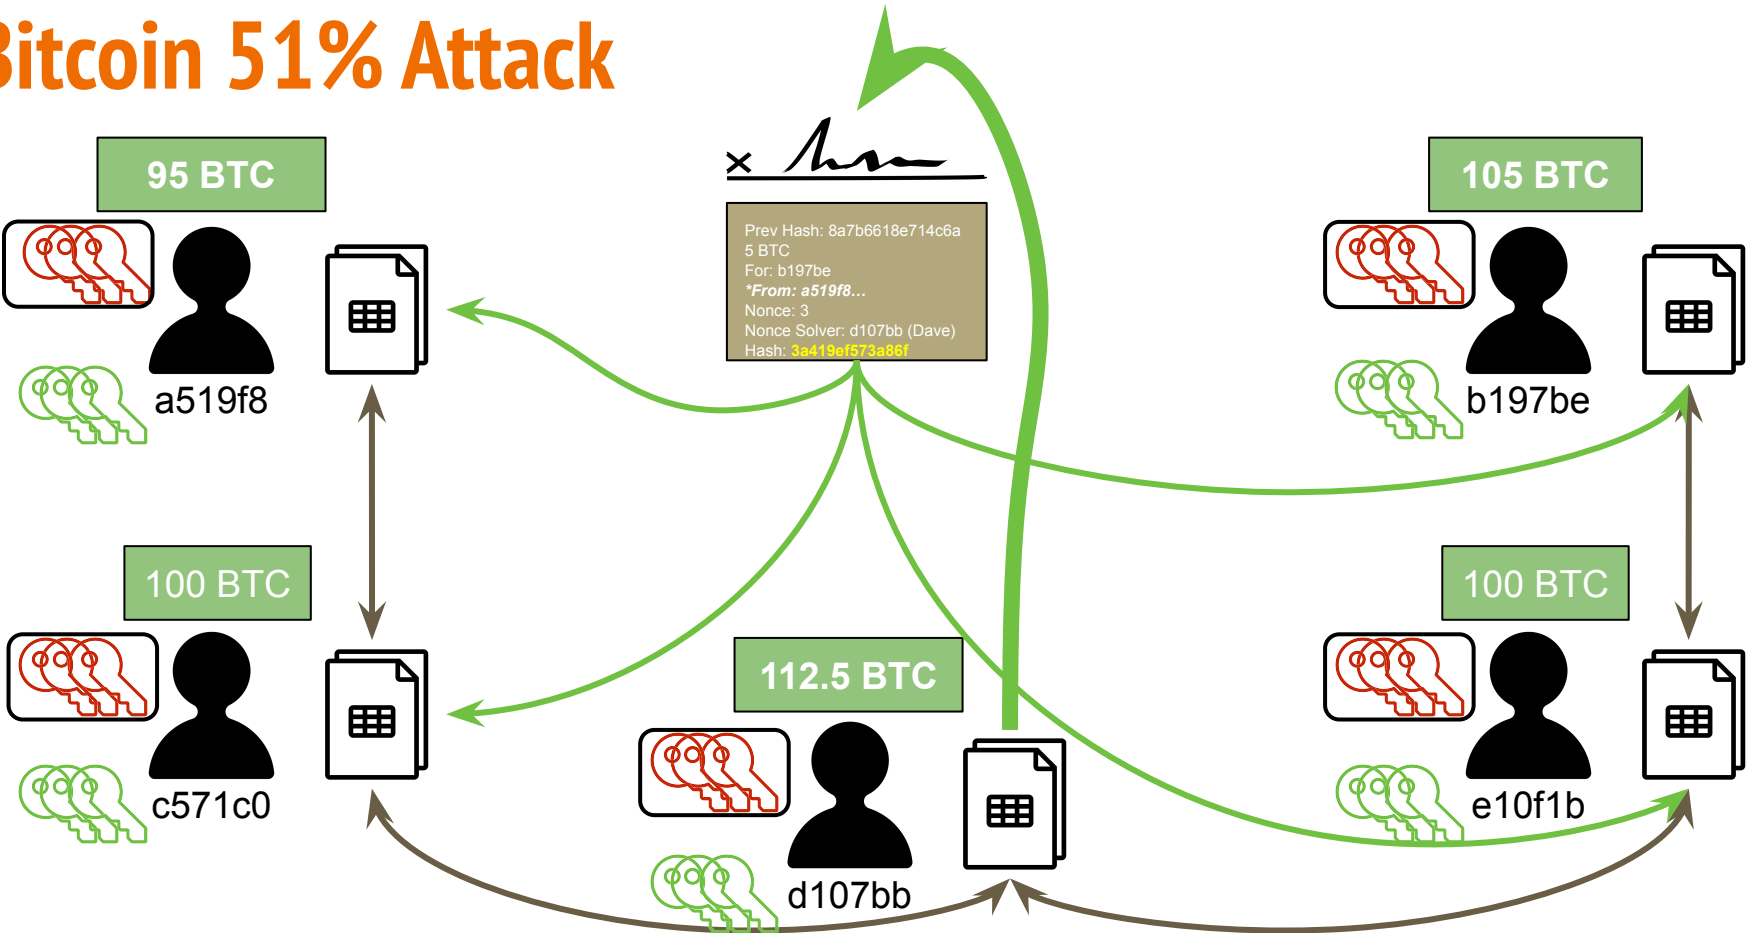 Bitcoin 51% Attack
95 BTC
a519f8
×
Prev Hash: 8a7b6618e714c6a
5 BTC
For: b197be
*From: a519f8...
Nonce: 3
Nonce Solver: d107bb (Dave)
Hash: 3a419ef573a86f
105 BTC
b197be
100 BTC
c571c0
112.5 BTC
d107bb
100 BTC
e10f1b